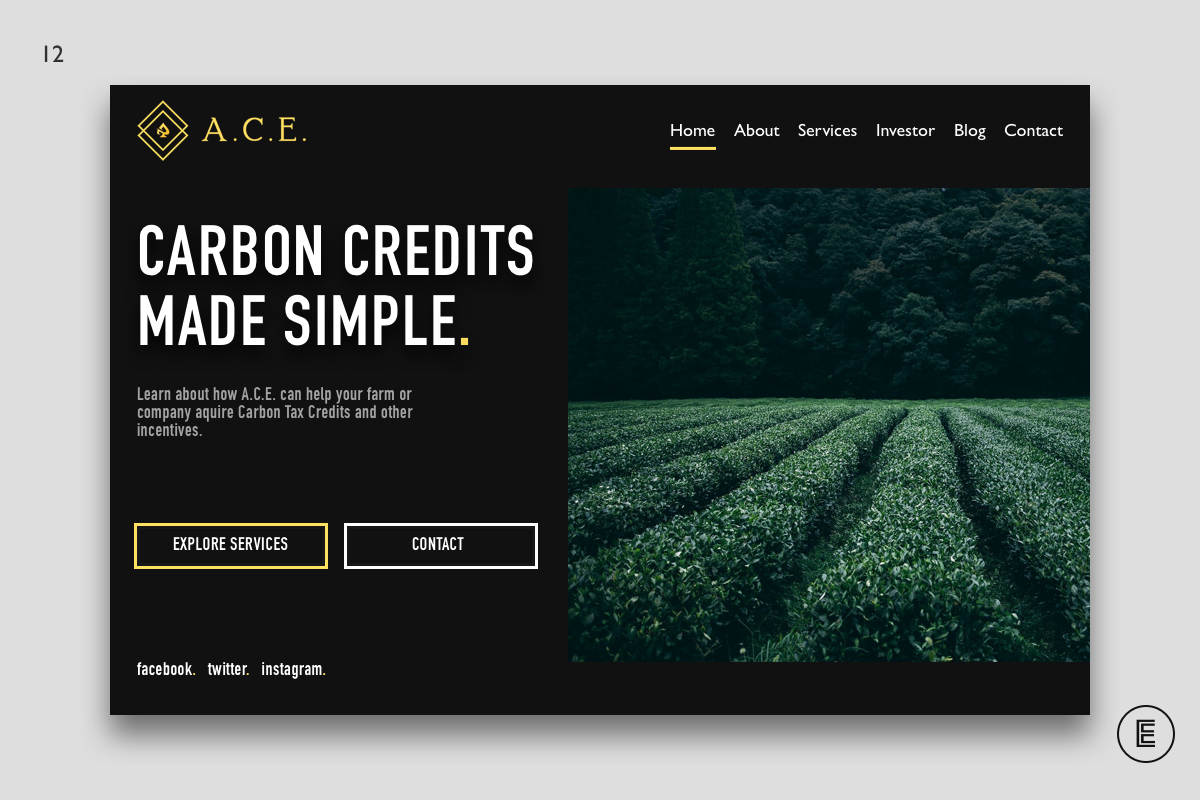 12
A.C.E.
Home About Services Investor Blog Contact
CARBON CREDITS
MADE SIMPLE.
Learn about how A.C.E. can help your farm or
company aquire Carbon Tax Credits and other
incentives.
EXPLORE SERVICES CONTACT
facebook. twitter. instagram.
E